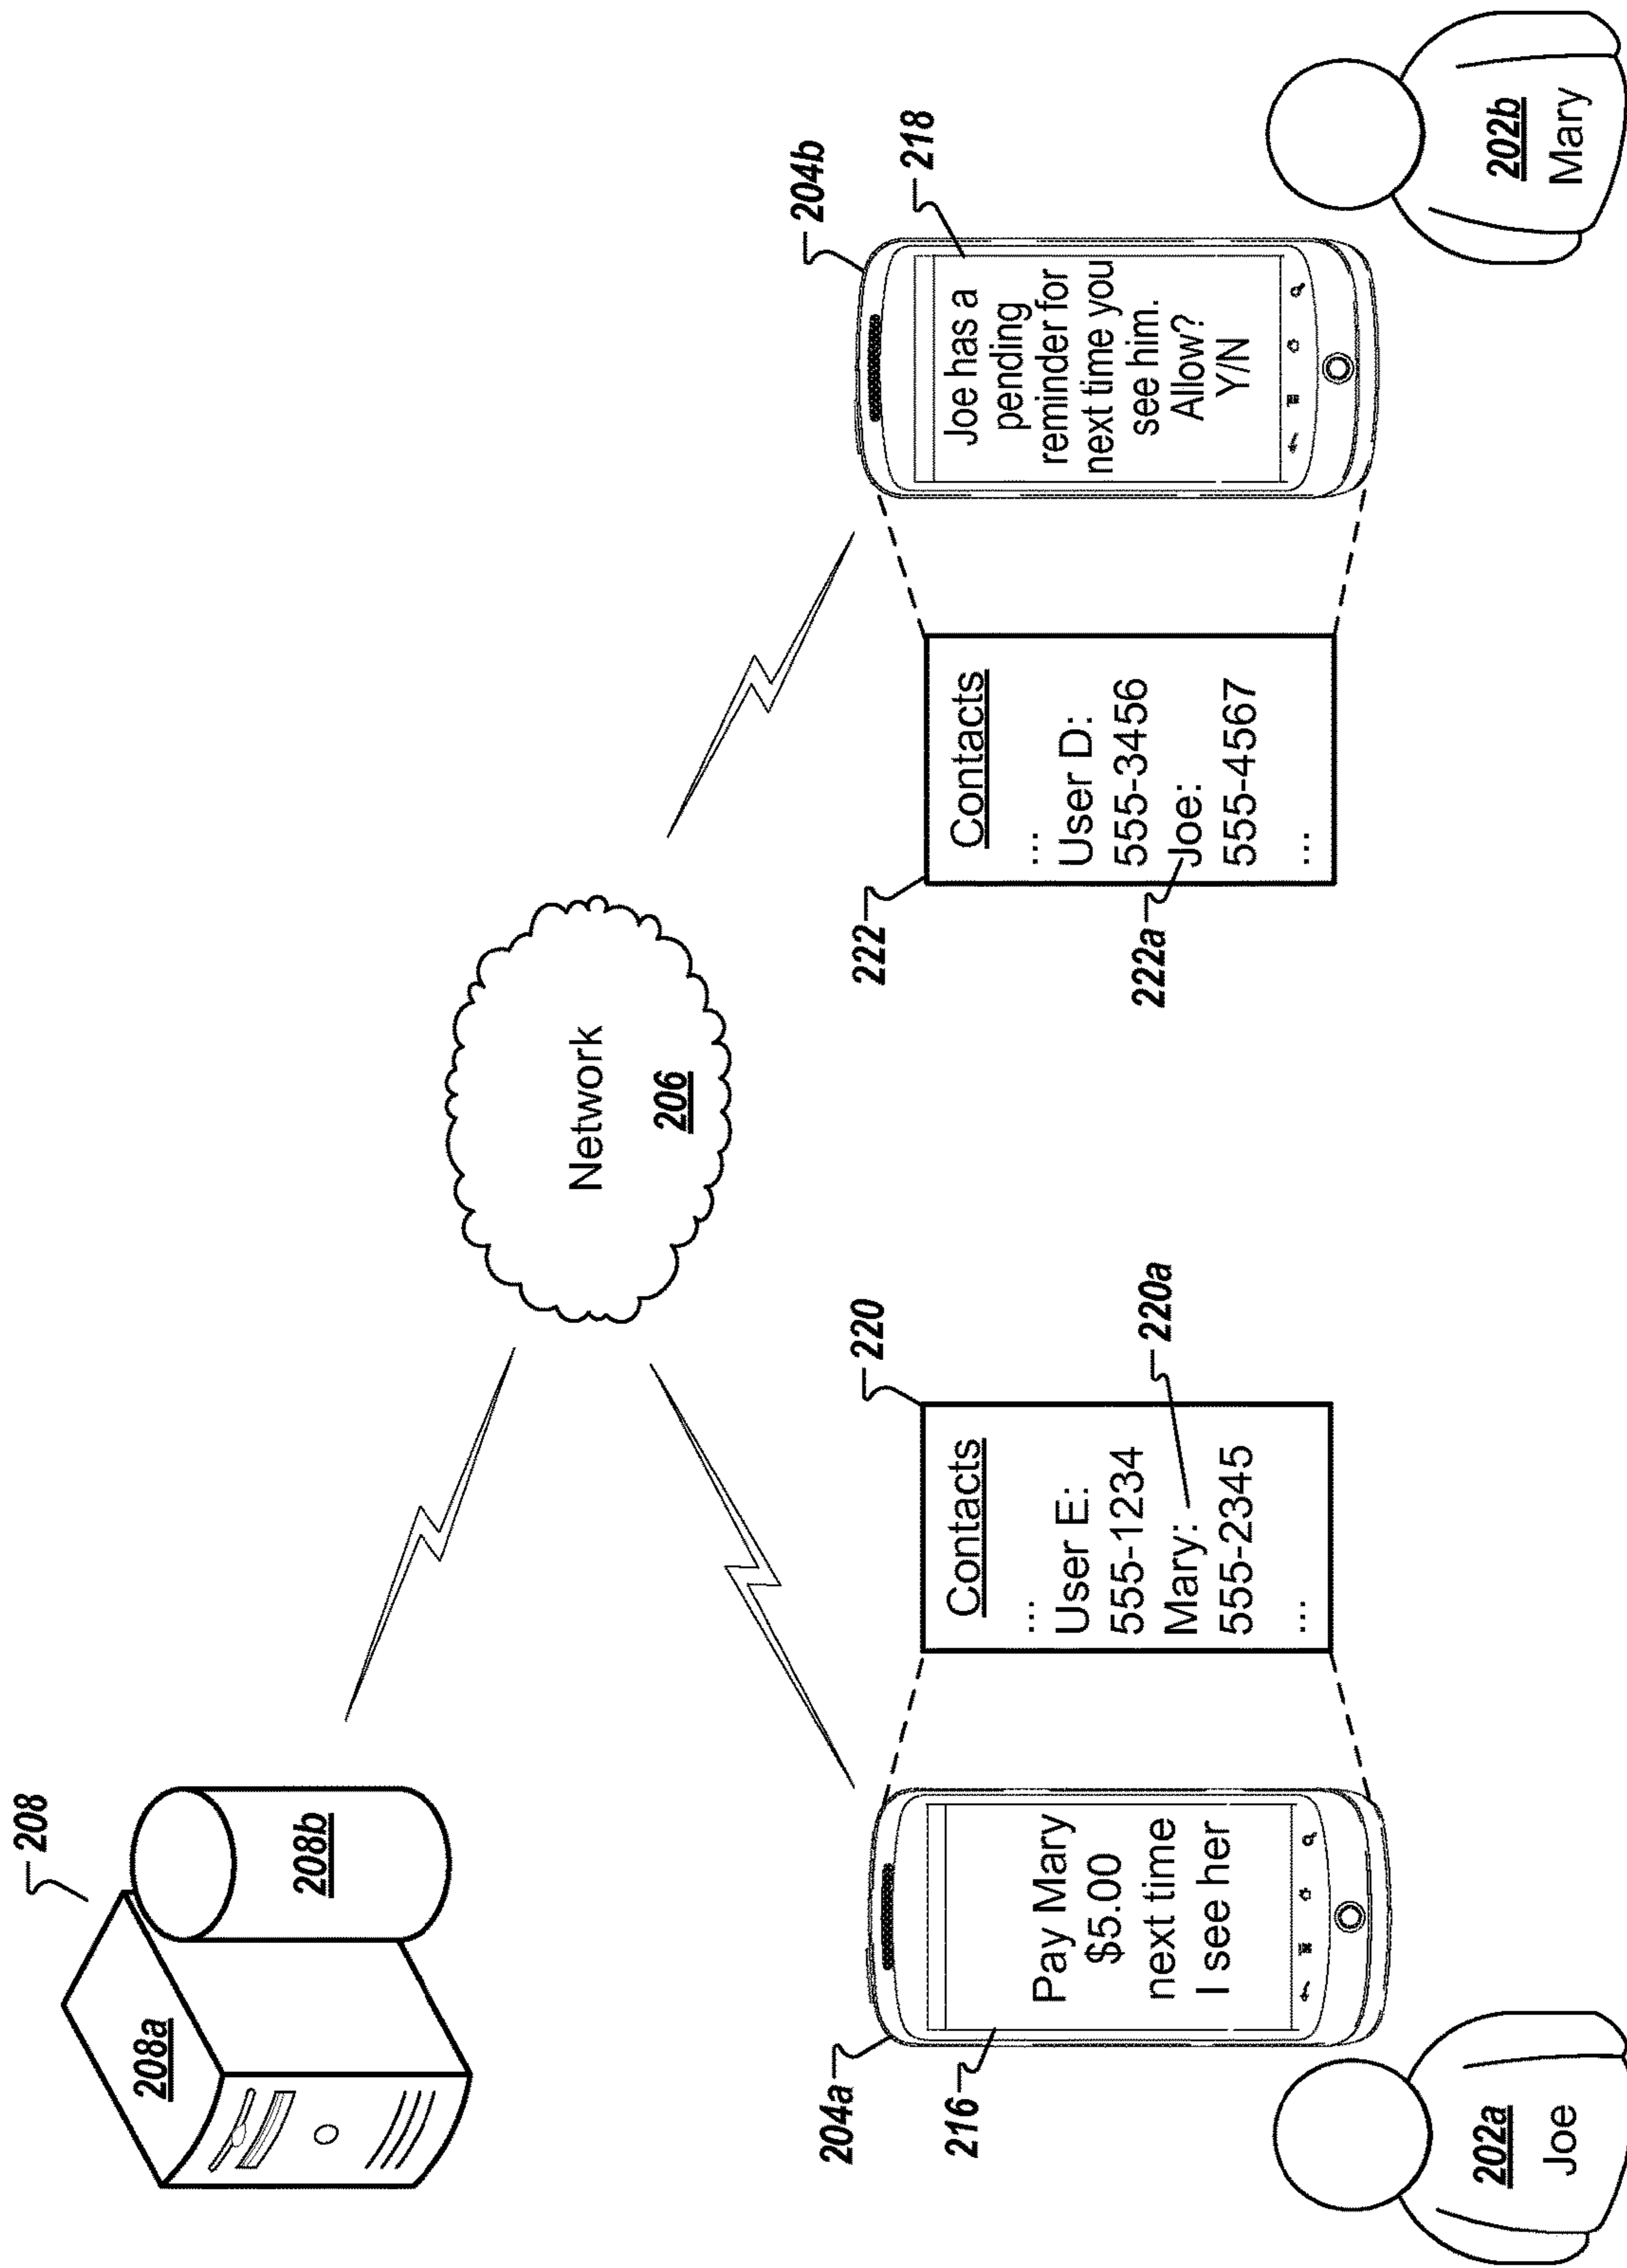 208
208a
208b
Network
206
204a
216
Pay Mary
$5.00
next time
I see her
220
Contacts
...
User E:
555-1234
Mary:
555-2345
...
220a
202a
Joe
222
Contacts
...
User D:
555-3456
Joe:
555-4567
...
222a
204b
218
Joe has a
pending
reminder for
next time you
see him.
Allow?
Y/N
202b
Mary